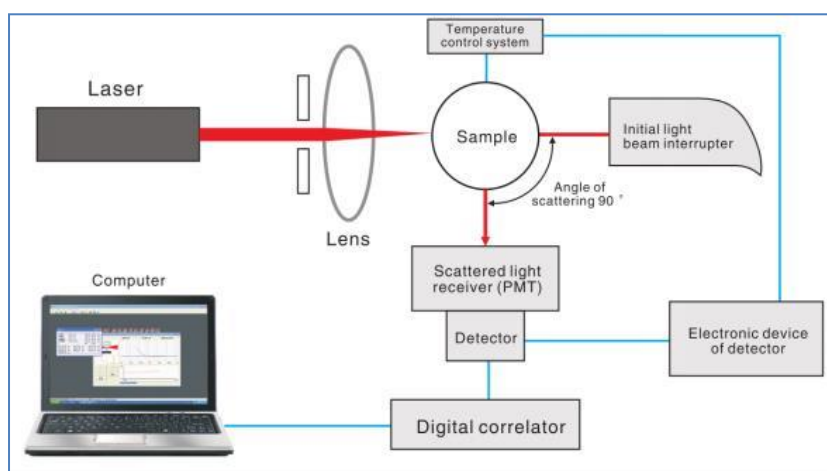 Temperature
control system
Laser
Sample
Initial light
beam interrupter
Angle of
scattering 90 °
Lens
Computer
Scattered light
receiver (PMT)
Detector
Electronic device
of detector
Digital correlator